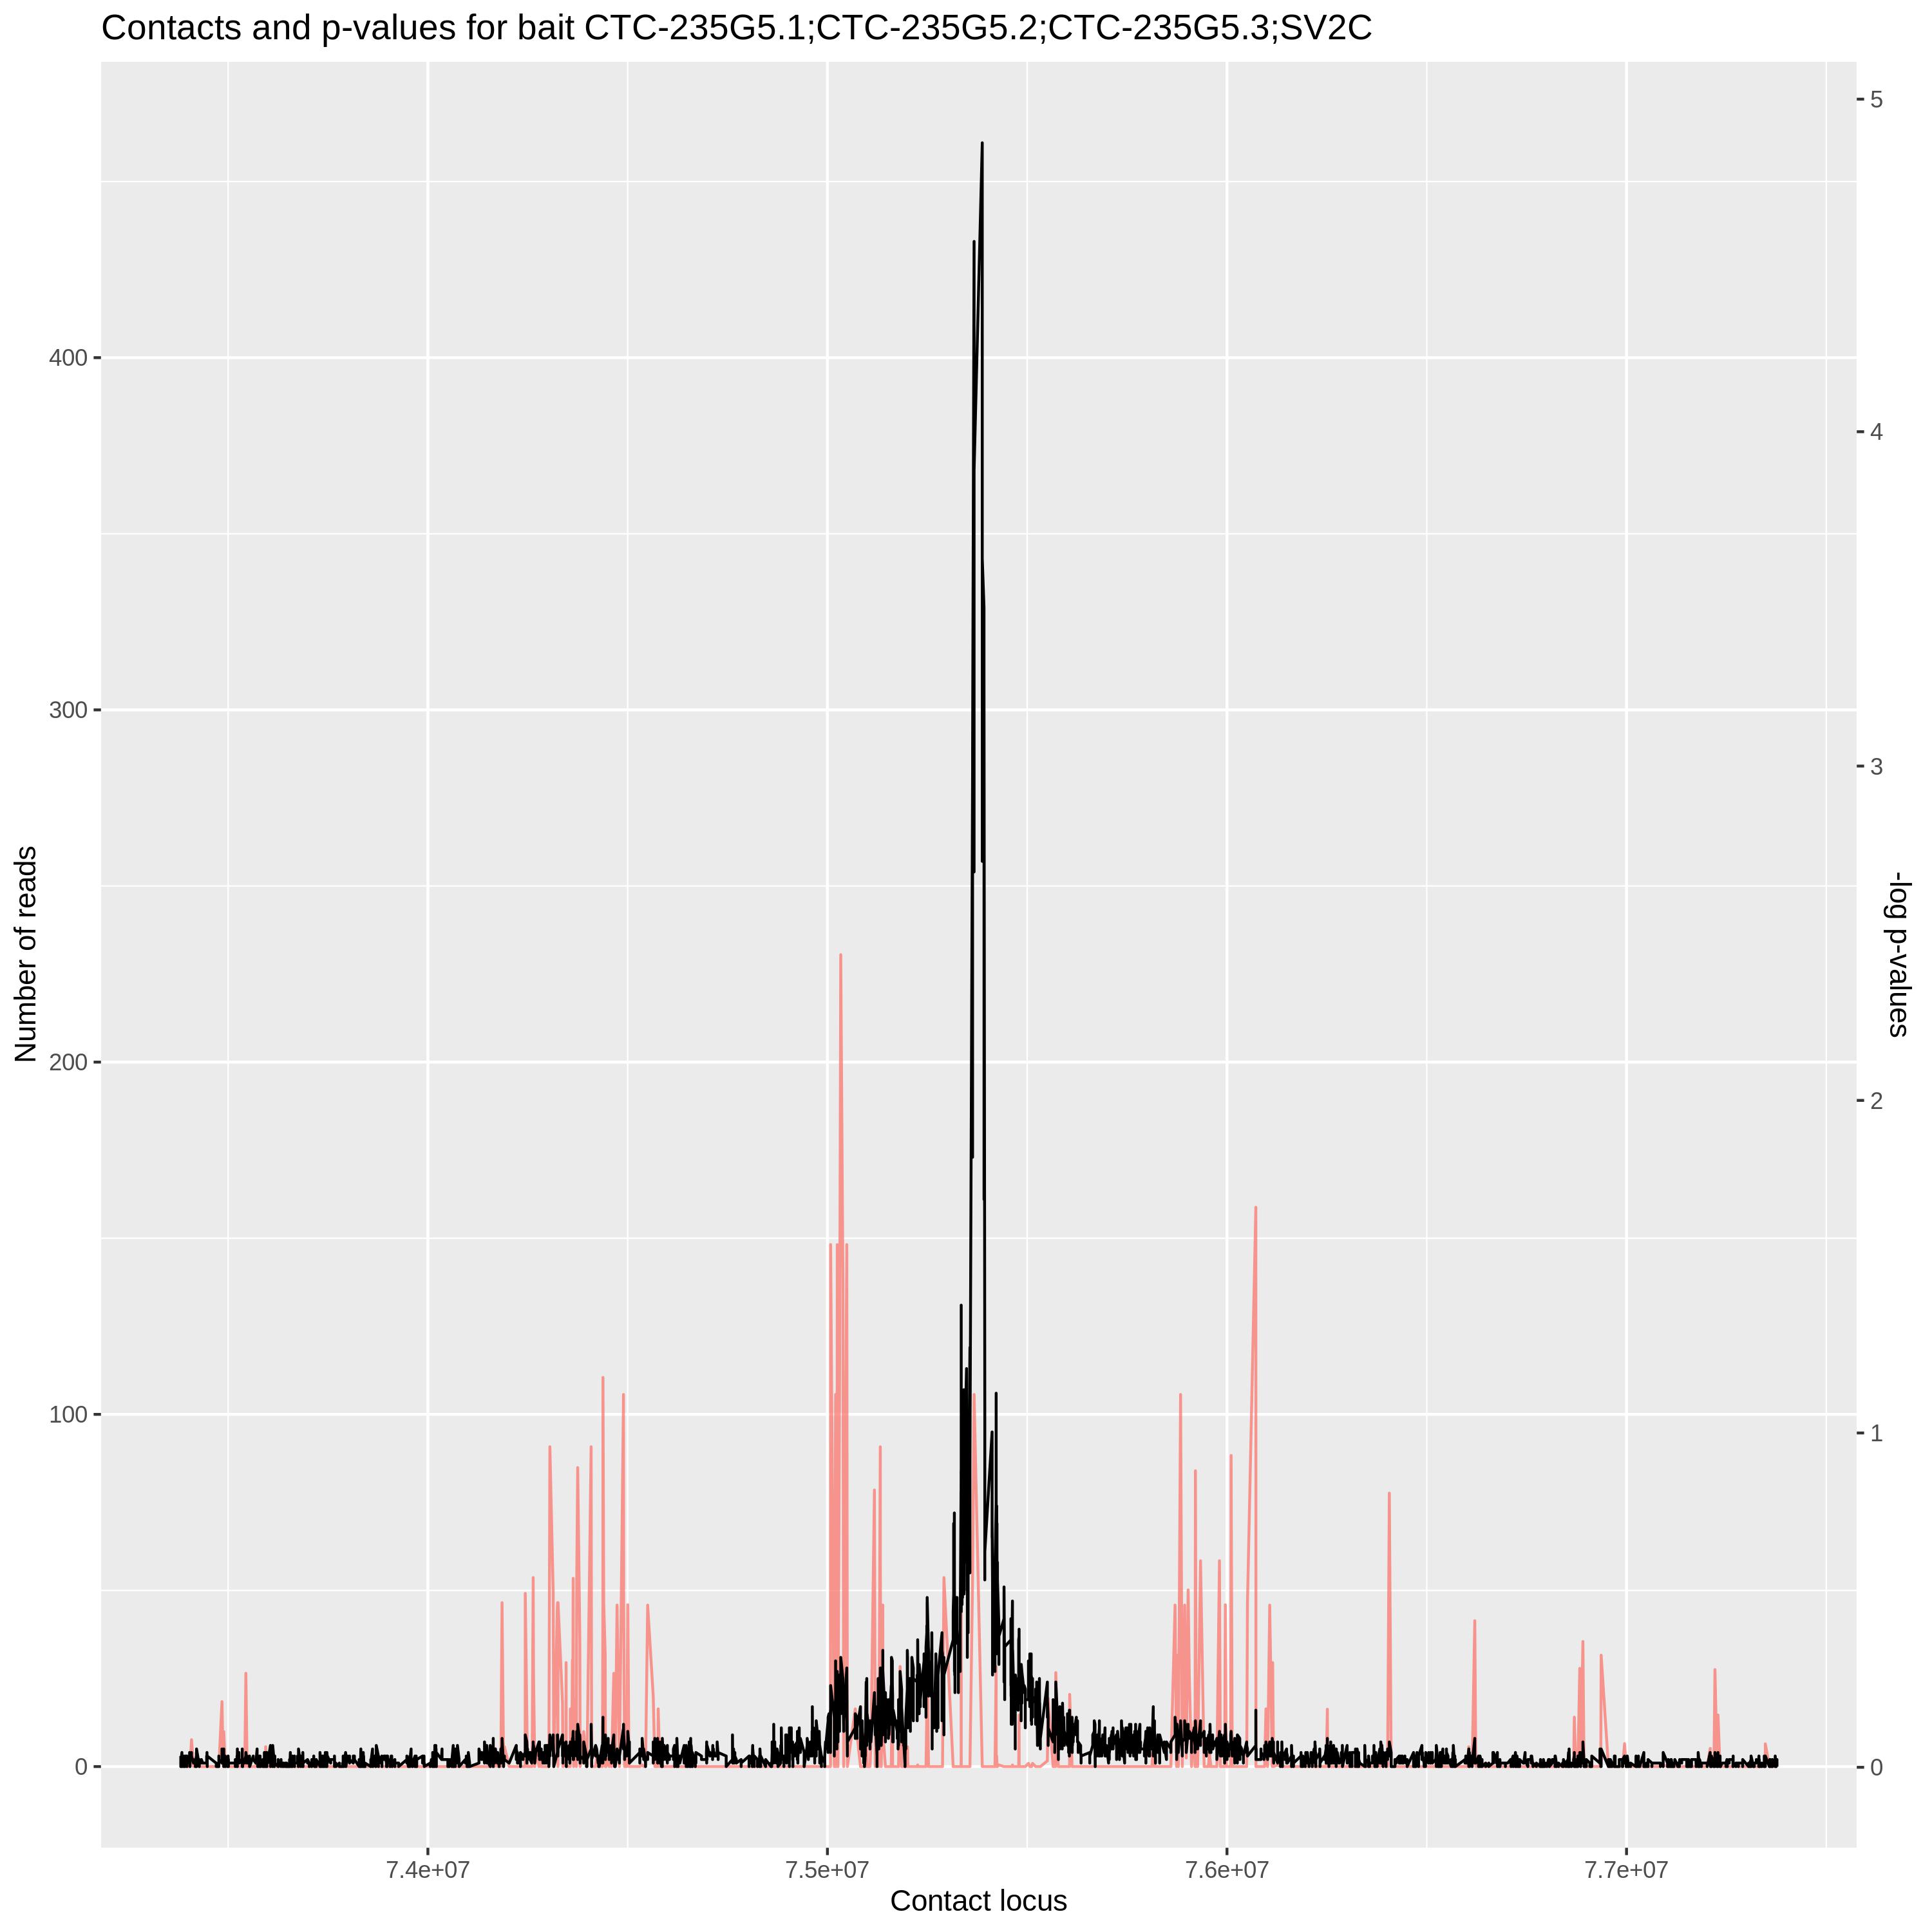 Contacts and p-values for bait CTC-235G5.1;CTC-235G5.2;CTC-235G5.3;SV2C
Number of reads
400
300
200
100
0
5
4
3
2
1
0
-log p-values
7.4e+07
7.5e+07
7.6e+07
7.7e+07
Contact locus